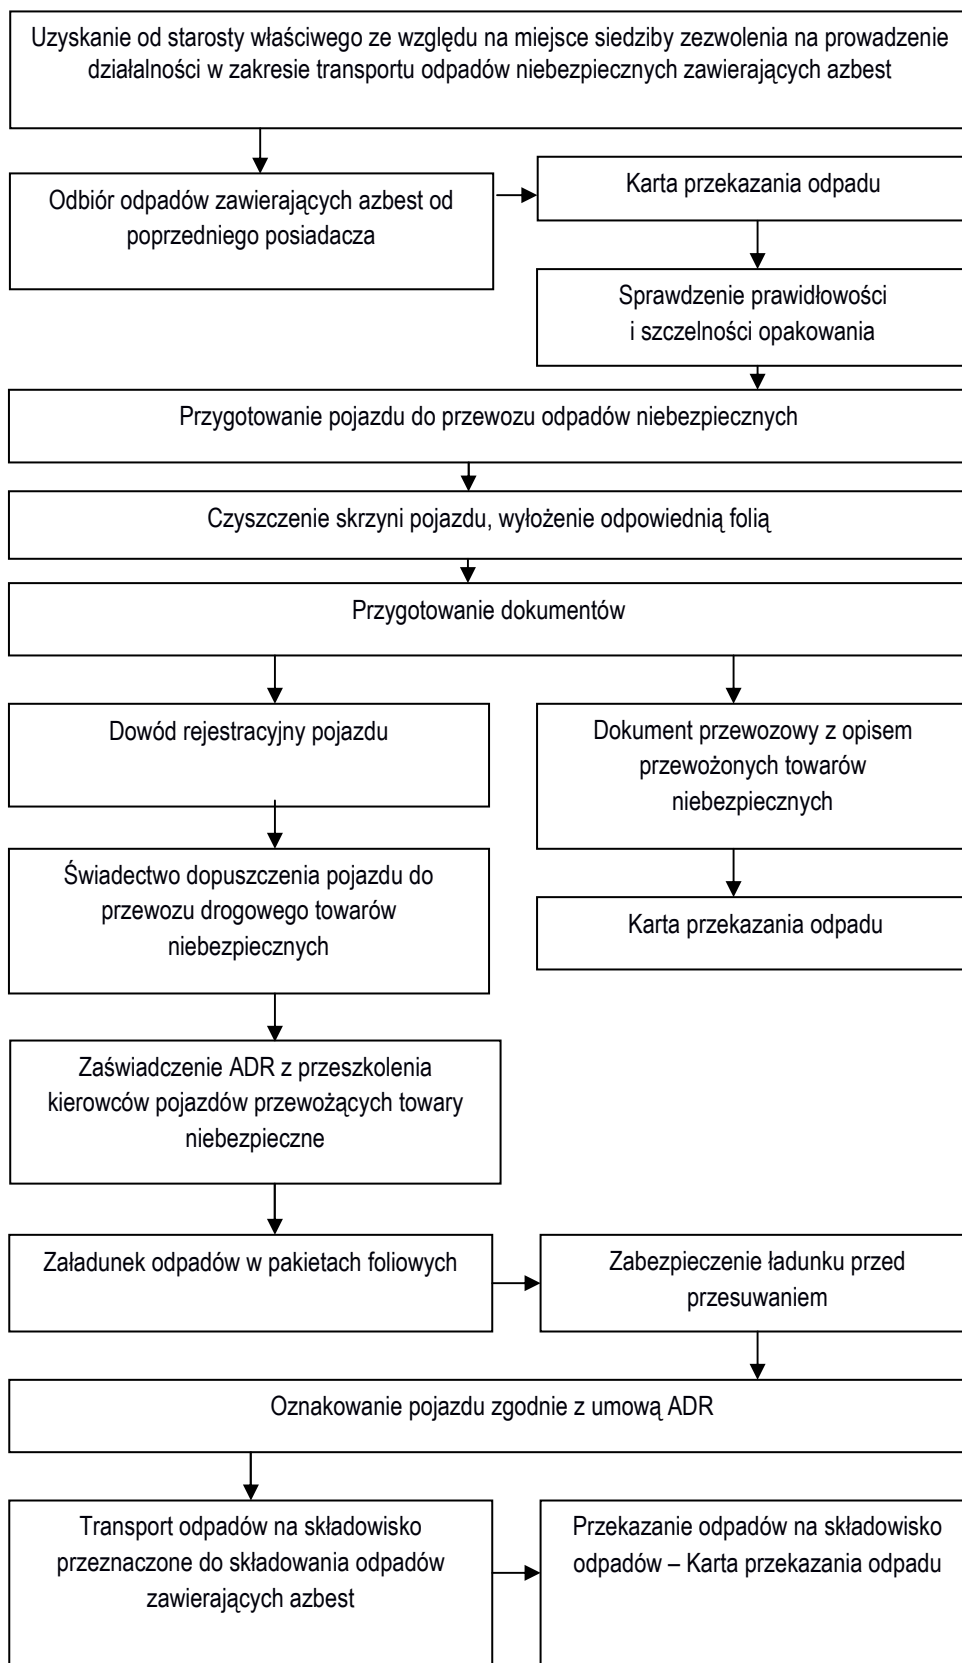 Uzyskanie od starosty właściwego ze względu na miejsce siedziby zezwolenia na prowadzenie
działalności w zakresie transportu odpadów niebezpiecznych zawierających azbest
Odbiór odpadów zawierających azbest od
poprzedniego posiadacza
Karta przekazania odpadu
Sprawdzenie prawidłowości
i szczelności opakowania
Przygotowanie pojazdu do przewozu odpadów niebezpiecznych
Czyszczenie skrzyni pojazdu, wyłożenie odpowiednią folią
Przygotowanie dokumentów
Dowód rejestracyjny pojazdu
Świadectwo dopuszczenia pojazdu do
przewozu drogowego towarów
niebezpiecznych
Zaświadczenie ADR z przeszkolenia
kierowców pojazdów przewożących towary
niebezpieczne
Dokument przewozowy z opisem
przewożonych towarów
niebezpiecznych
Karta przekazania odpadu
Załadunek odpadów w pakietach foliowych
Zabezpieczenie ładunku przed
przesuwaniem
Oznakowanie pojazdu zgodnie z umową ADR
Transport odpadów na składowisko
przeznaczone do składowania odpadów
zawierających azbest
Przekazanie odpadów na składowisko
odpadów – Karta przekazania odpadu